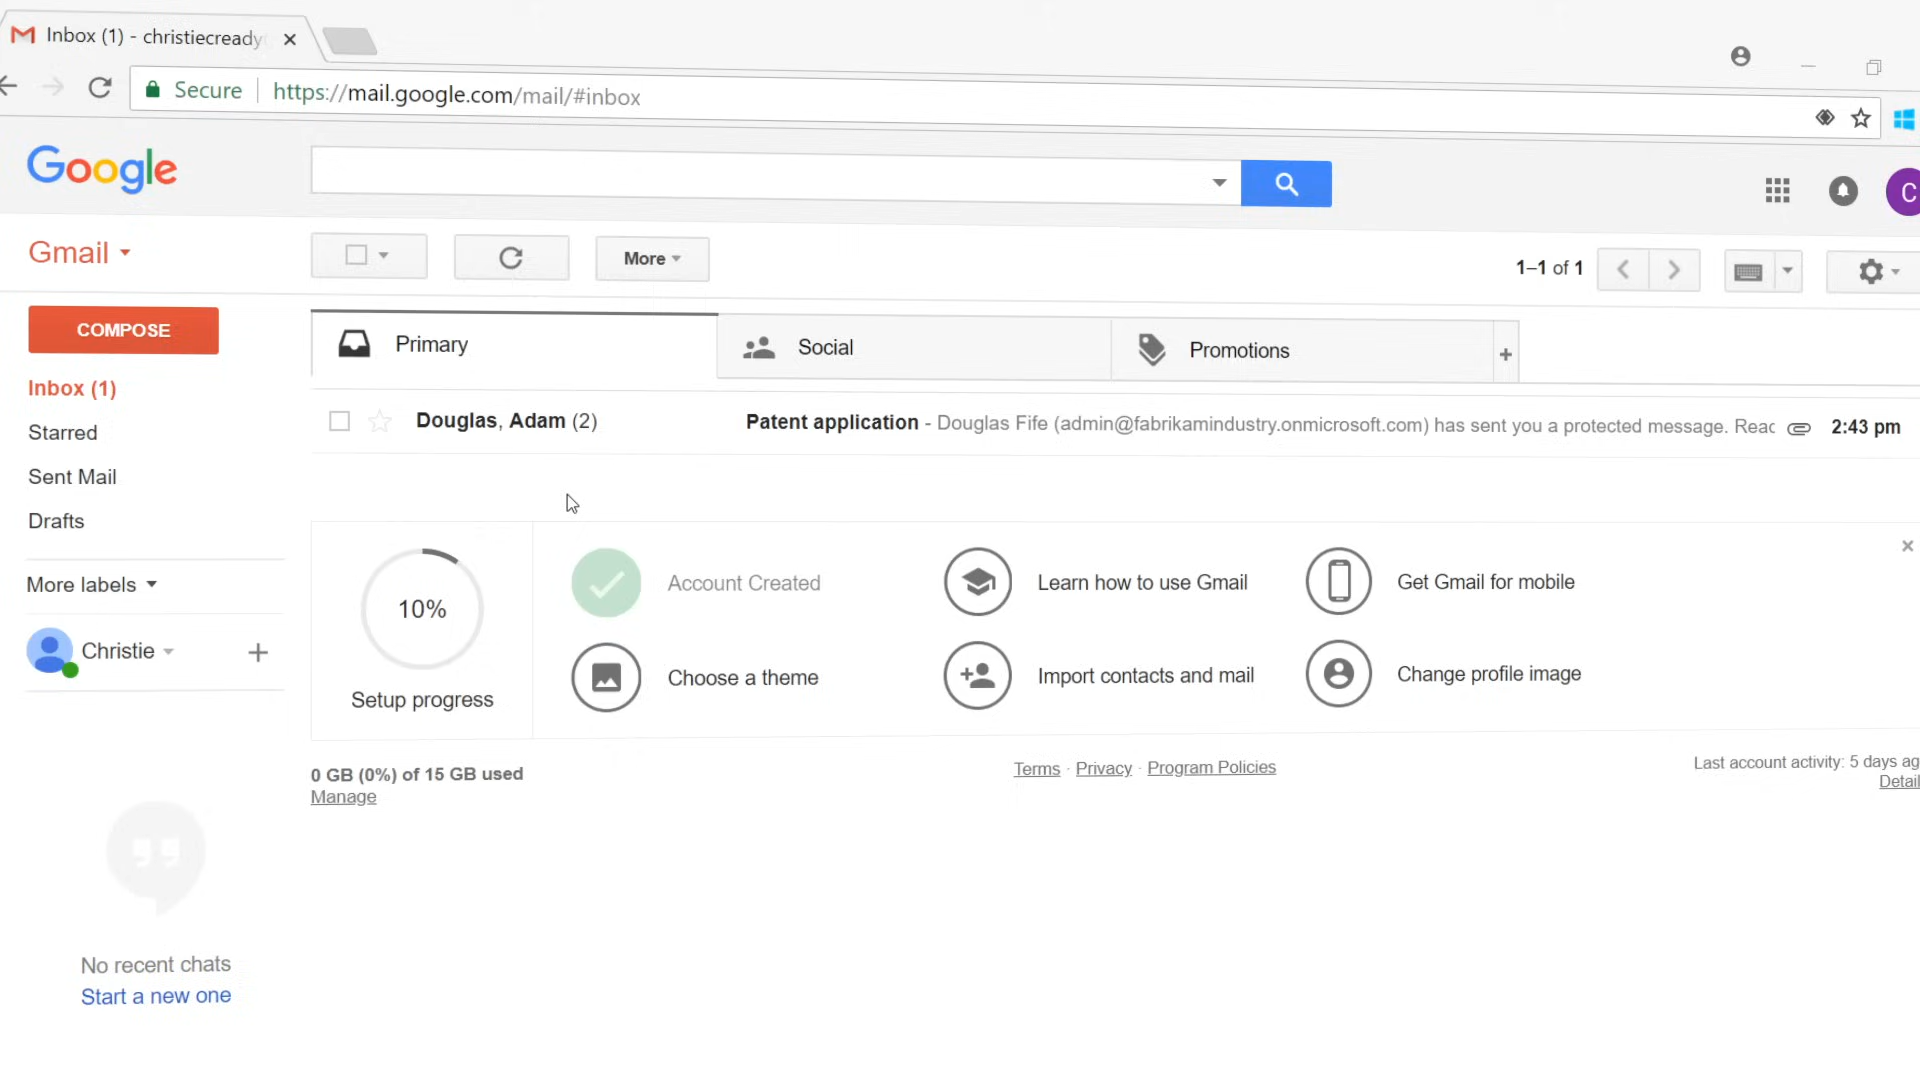 Inbox (1) - christiecready
Secure https://mail.google.com/mail/#inbox
Google
C
Gmail
More
1–1 of 1
COMPOSE
Primary
Social
Promotions
Inbox (1)
Starred
Sent Mail
Drafts
Douglas, Adam (2) Patent application - Douglas Fife (admin@fabrikamindustry.onmicrosoft.com) has sent you a protected message. Reac 2:43 pm
More labels
Christie
10%
Setup progress
Account Created
Learn how to use Gmail
Get Gmail for mobile
Choose a theme
Import contacts and mail
Change profile image
0 GB (0%) of 15 GB used
Manage
Terms · Privacy · Program Policies
Last account activity: 5 days ag
Detail
No recent chats
Start a new one